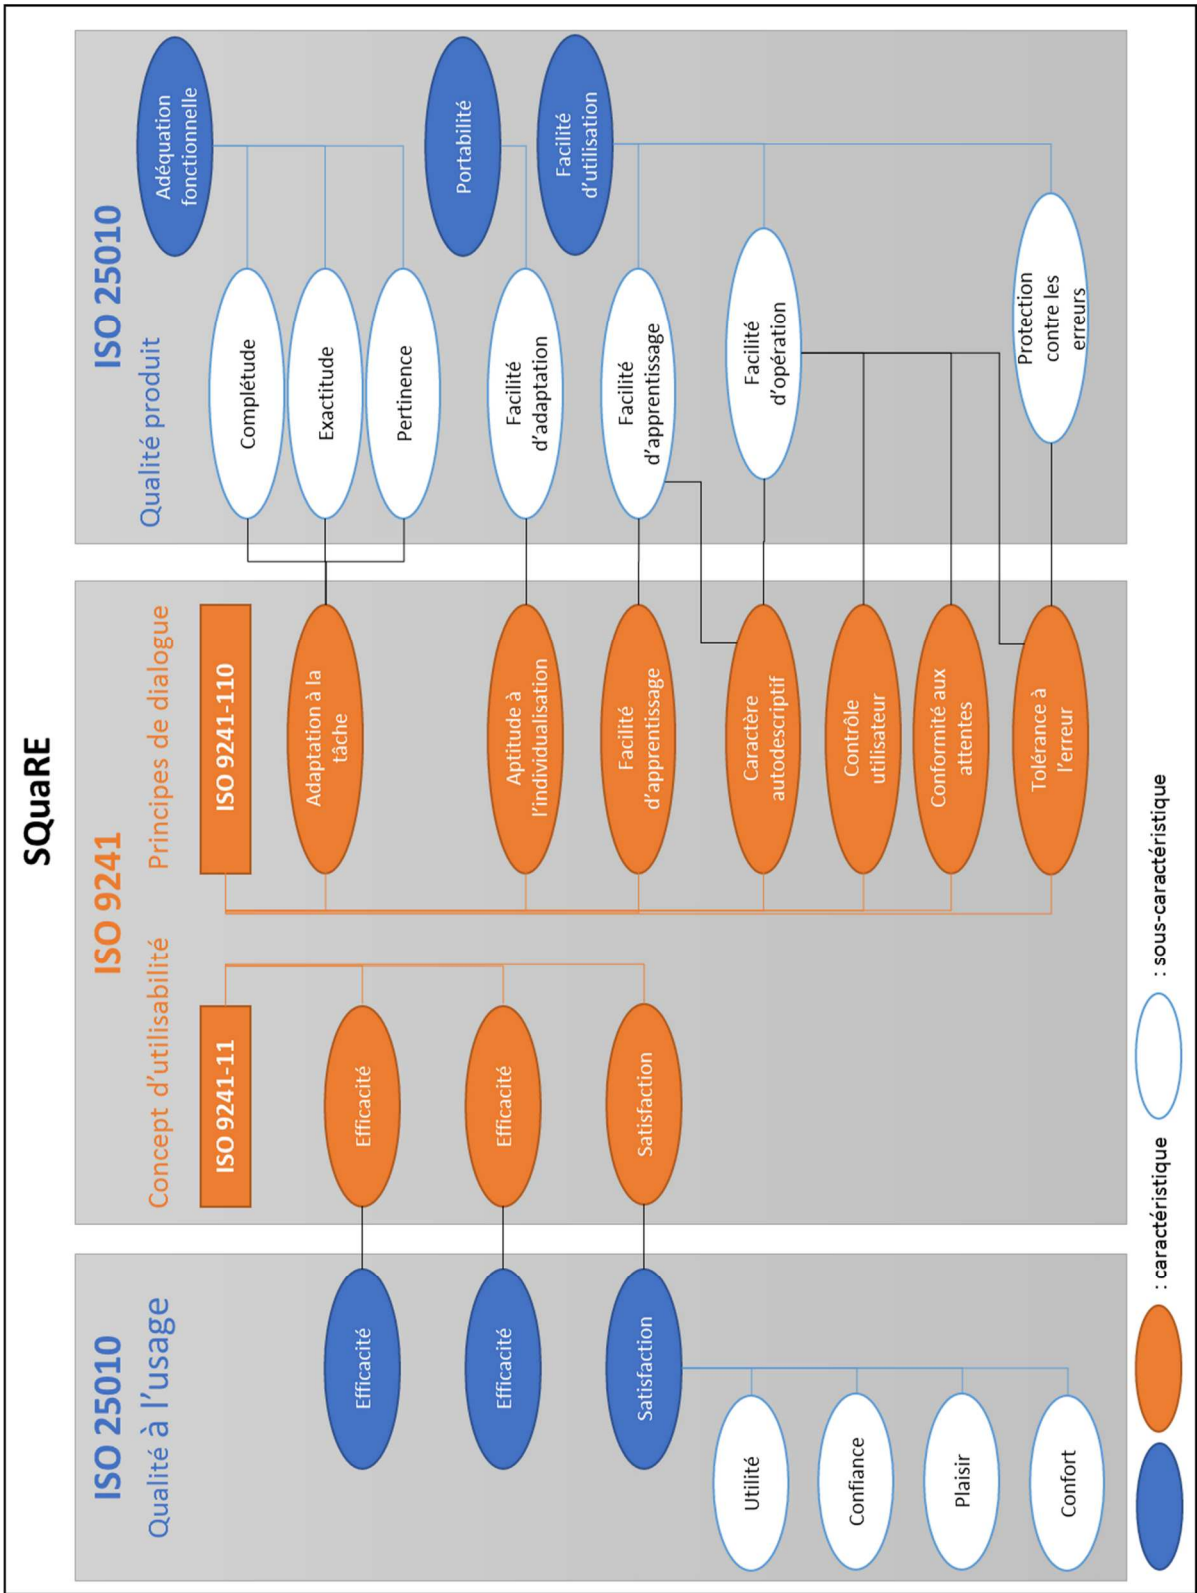 SQuaRE
ISO 25010
Qualité à l'usage
Efficacité
Efficacité
Satisfaction
Utilité
Confiance
Plaisir
Confort
ISO 9241
Concept d'utilisabilité
ISO 9241-11
Efficacité
Efficacité
Satisfaction
Principes de dialogue
ISO 9241-110
Adaptation à la
tâche
Aptitude à
l'individualisation
Facilité
d'apprentissage
Caractère
autodescriptif
Contrôle
utilisateur
Conformité aux
attentes
Tolérance à
l'erreur
ISO 25010
Qualité produit
Complétude
Exactitude
Pertinence
Facilité
d'adaptation
Facilité
d'apprentissage
Facilité
d'opération
Protection
contre les
erreurs
Adéquation
fonctionnelle
Portabilité
Facilité
d'utilisation
: caractéristique
: sous-caractéristique